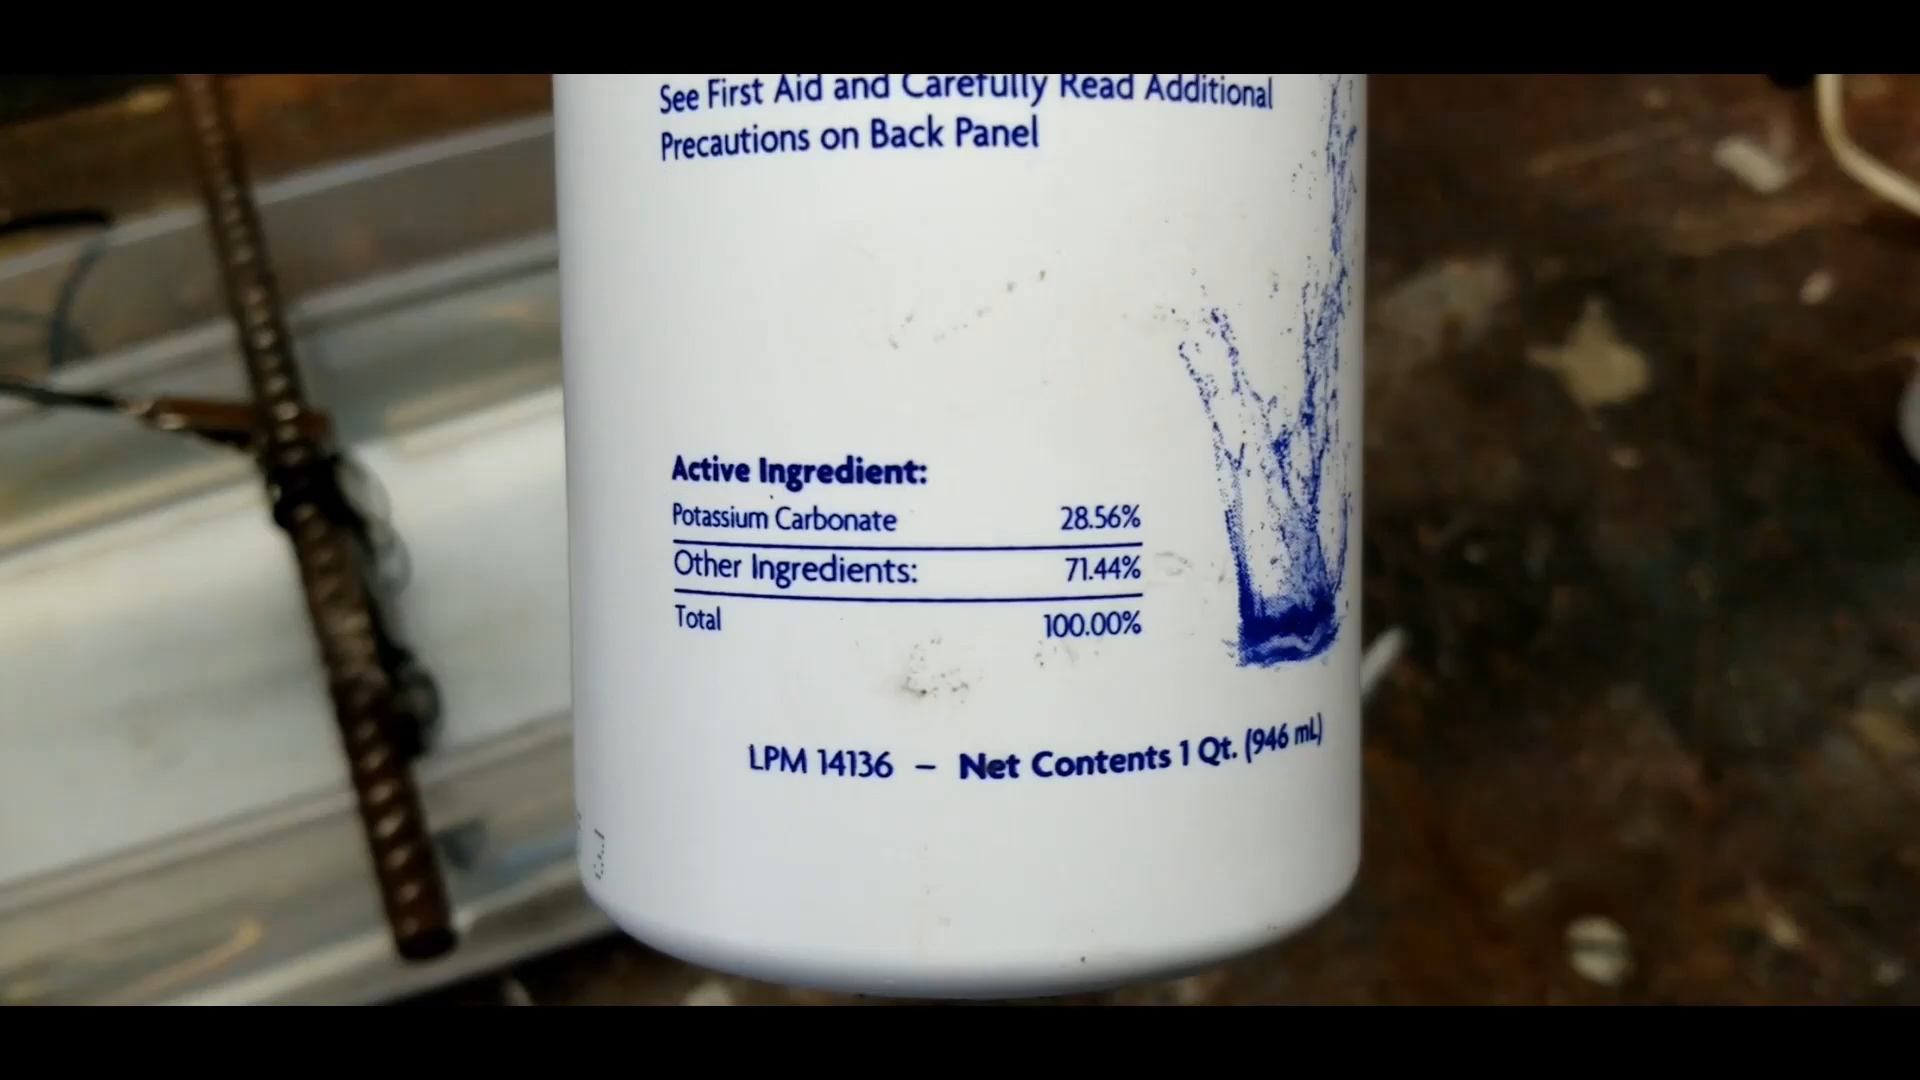 See First Aid and Carefully Read Additional
Precautions on Back Panel
Active Ingredient:
Potassium Carbonate 28.56%
Other Ingredients: 71.44%
Total 100.00%
LPM 14136 – Net Contents 1 Qt. (946 mL)